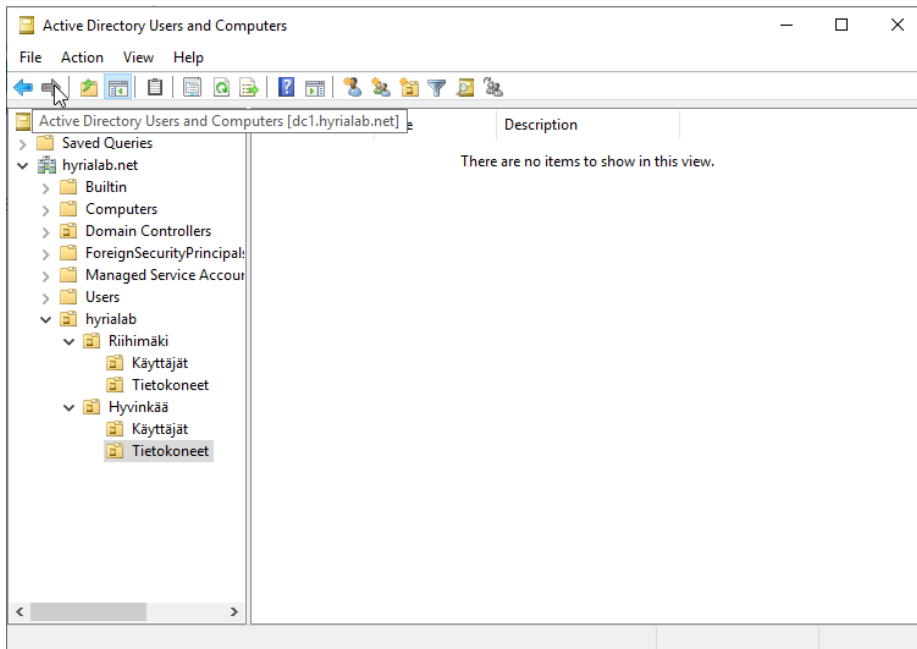 Active Directory Users and Computers
File Action View Help
Active Directory Users and Computers [dc1.hyrialab.net]
Description
There are no items to show in this view.
Saved Queries
hyrialab.net
Builtin
Computers
Domain Controllers
ForeignSecurityPrincipals
Managed Service Accour
Users
hyrialab
Riihimäki
Käyttäjät
Tietokoneet
Hyvinkää
Käyttäjät
Tietokoneet